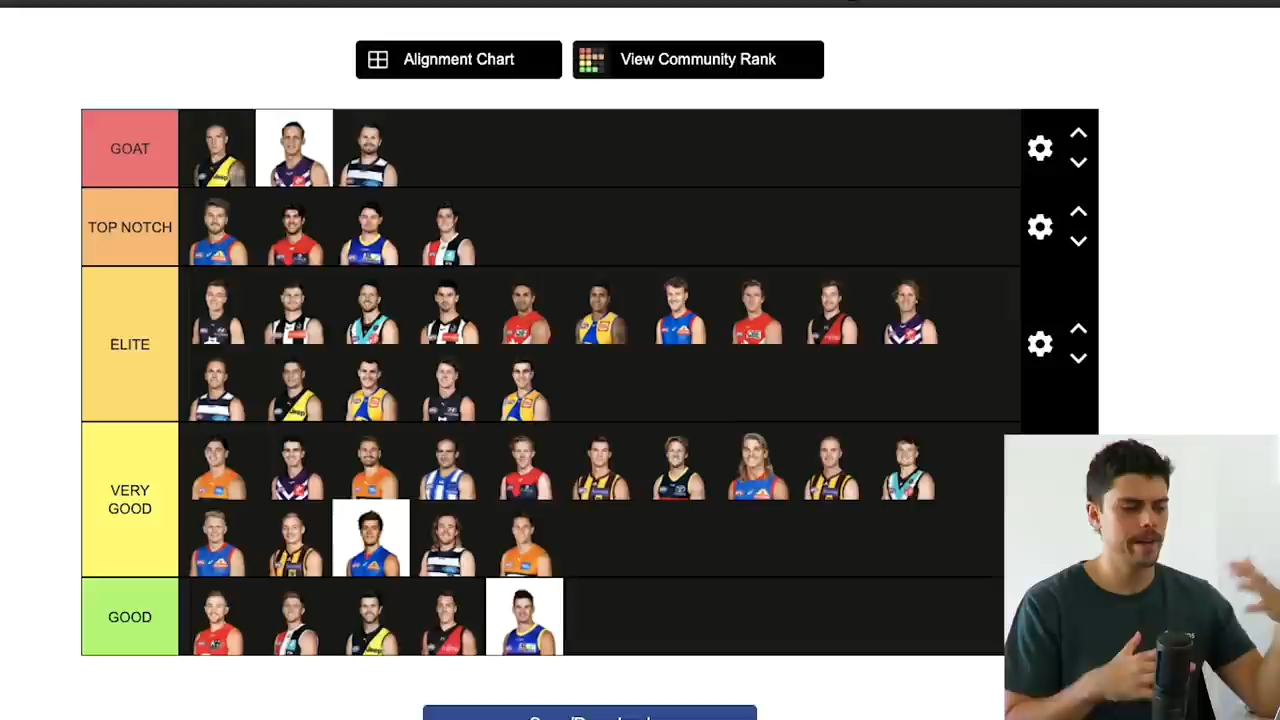 Alignment Chart
View Community Rank
GOAT
TOP NOTCH
ELITE
VERY
GOOD
GOOD